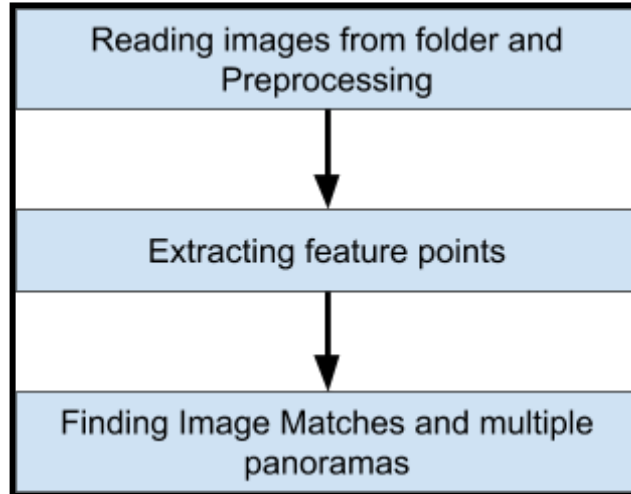 Reading images from folder and
Preprocessing
Extracting feature points
Finding Image Matches and multiple
panoramas